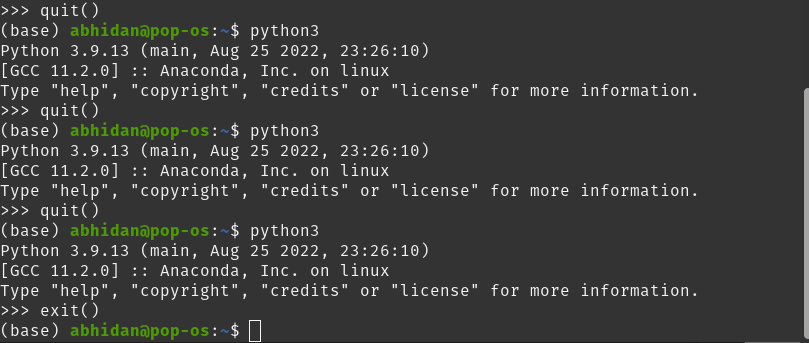 >>> quit()
(base) abhidan@pop-os:~$ python3
Python 3.9.13 (main, Aug 25 2022, 23:26:10)
[GCC 11.2.0] :: Anaconda, Inc. on linux
Type "help", "copyright", "credits" or "license" for more information.
>>> quit()
(base) abhidan@pop-os:~$ python3
Python 3.9.13 (main, Aug 25 2022, 23:26:10)
[GCC 11.2.0] :: Anaconda, Inc. on linux
Type "help", "copyright", "credits" or "license" for more information.
>>> quit()
(base) abhidan@pop-os:~$ python3
Python 3.9.13 (main, Aug 25 2022, 23:26:10)
[GCC 11.2.0] :: Anaconda, Inc. on linux
Type "help", "copyright", "credits" or "license" for more information.
>>> exit()
(base) abhidan@pop-os:~$